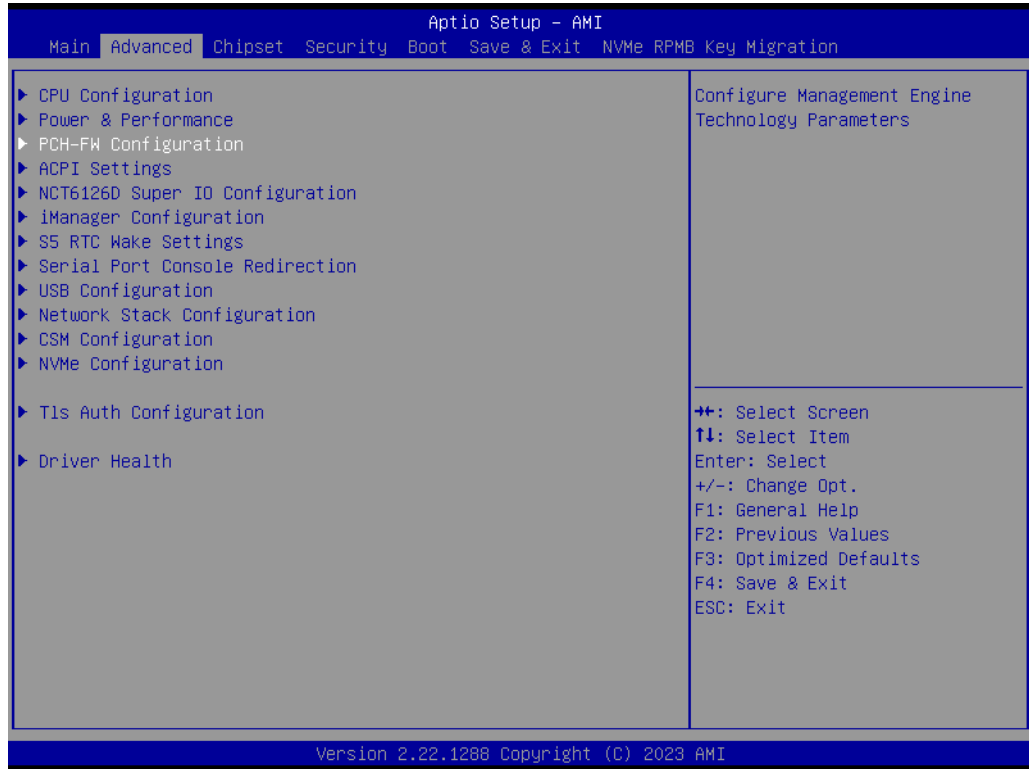 Aptio Setup – AMI
Main Advanced Chipset Security Boot Save & Exit NVMe RPMB Key Migration
CPU Configuration
Power & Performance
PCH-FW Configuration
ACPI Settings
NCT6126D Super IO Configuration
iManager Configuration
S5 RTC Wake Settings
Serial Port Console Redirection
USB Configuration
Network Stack Configuration
CSM Configuration
NVMe Configuration
Tls Auth Configuration
Driver Health
Configure Management Engine
Technology Parameters
→←: Select Screen
↑↓: Select Item
Enter: Select
+/-: Change Opt.
F1: General Help
F2: Previous Values
F3: Optimized Defaults
F4: Save & Exit
ESC: Exit
Version 2.22.1288 Copyright (C) 2023 AMI